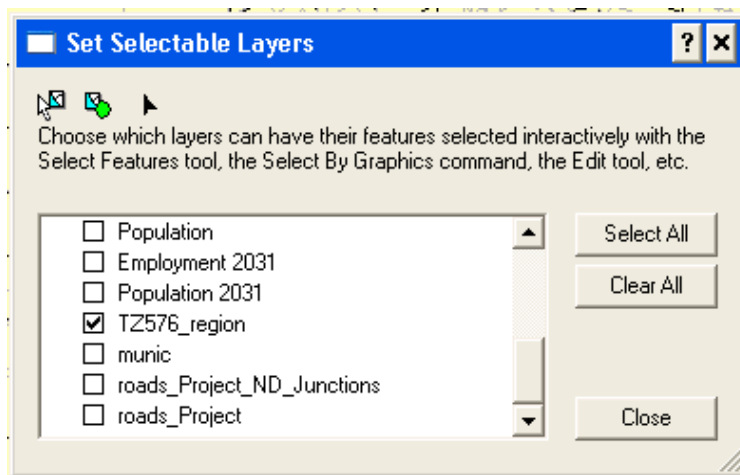 Set Selectable Layers
Choose which layers can have their features selected interactively with the
Select Features tool, the Select By Graphics command, the Edit tool, etc.
Population
Employment 2031
Population 2031
TZ576_region
munic
roads_Project_ND_Junctions
roads_Project
Select All
Clear All
Close